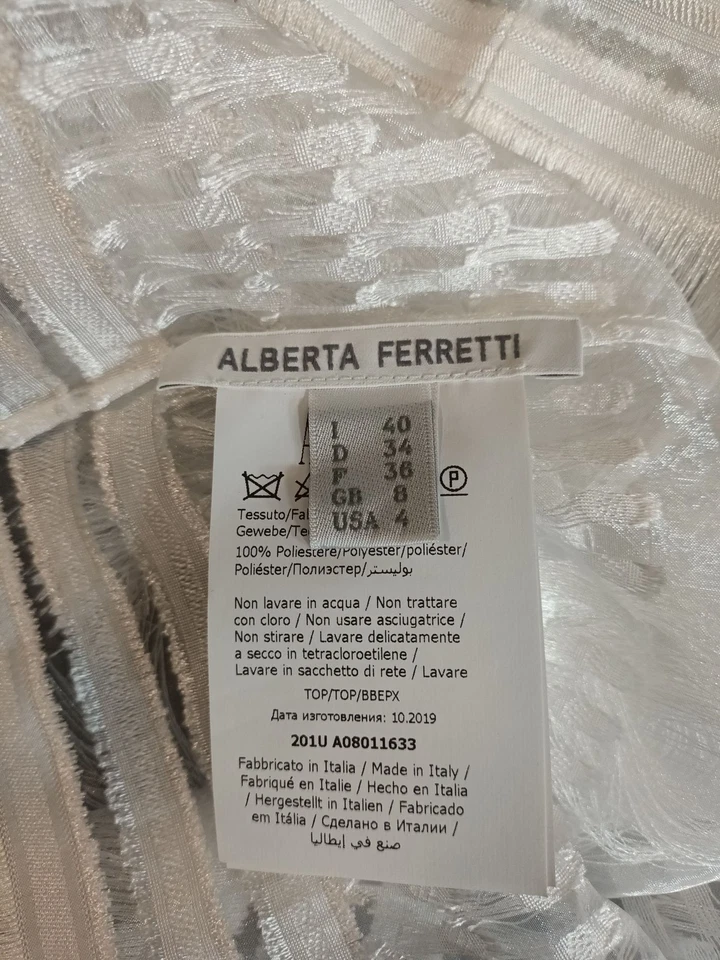 ALBERTA FERRETTI
I 40
D 34
F 36
GB 8
USA 4
P
Tessuto/
Gewebe/
100% Poliestere/Polyester/poliéster/
Poliéster/Полиэстер/بوليستر
Non lavare in acqua / Non trattare
con cloro / Non usare asciugatrice /
Non stirare / Lavare delicatamente
a secco in tetracloroetilene /
Lavare in sacchetto di rete / Lavare
TOP/TOP/ВВЕРХ
Дата изготовления: 10.2019
201U A08011633
Fabbricato in Italia / Made in Italy /
Fabriqué en Italie / Hecho en Italia
/ Hergestellt in Italien / Fabricado
em Itália / Сделано в Италии /
صنع في إيطاليا